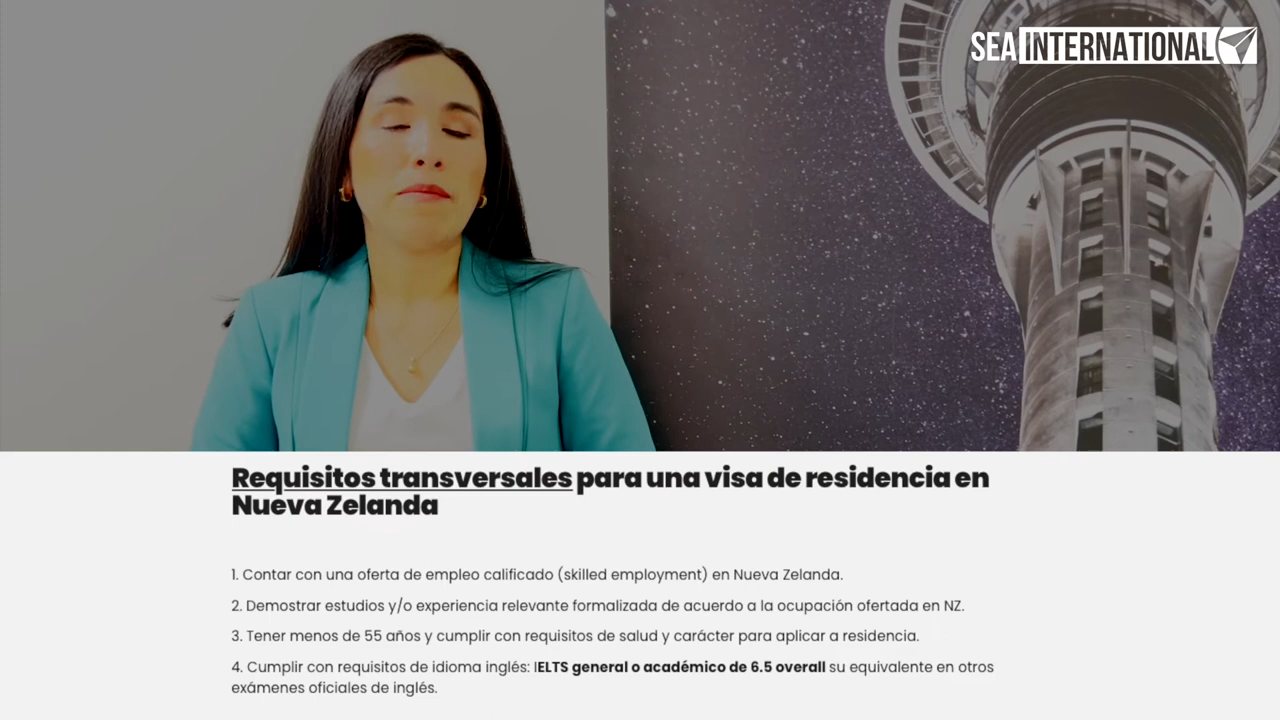 SEA INTERNATIONAL
Requisitos transversales para una visa de residencia en
Nueva Zelanda
1. Contar con una oferta de empleo calificado (skilled employment) en Nueva Zelanda.
2. Demostrar estudios y/o experiencia relevante formalizada de acuerdo a la ocupación ofertada en NZ.
3. Tener menos de 55 años y cumplir con requisitos de salud y carácter para aplicar a residencia.
4. Cumplir con requisitos de idioma inglés: IELTS general o académico de 6.5 overall su equivalente en otros
exámenes oficiales de inglés.